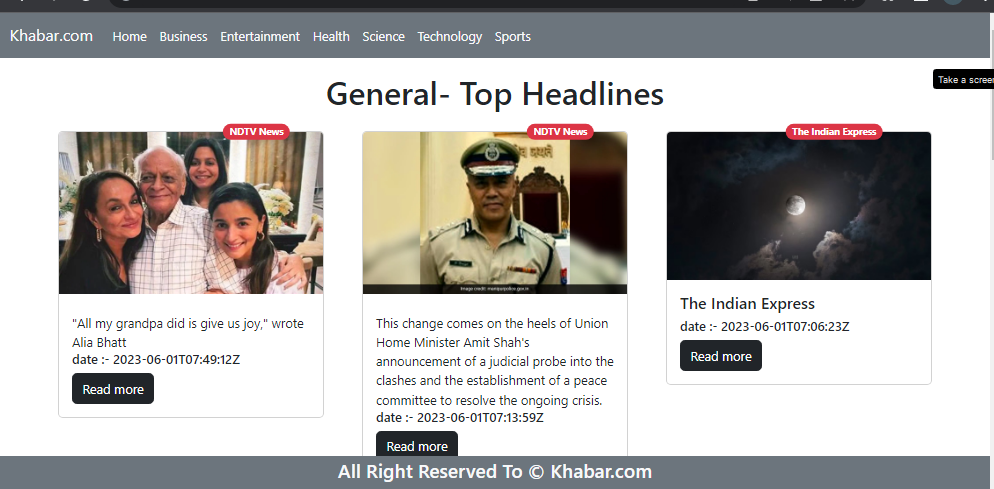 Khabar.com Home Business Entertainment Health Science Technology Sports
Take a screen
General- Top Headlines
NDTV News
"All my grandpa did is give us joy," wrote
Alia Bhatt
date :- 2023-06-01T07:49:12Z
Read more
NDTV News
Image credit: manipurpolice.gov.in
This change comes on the heels of Union
Home Minister Amit Shah's
announcement of a judicial probe into the
clashes and the establishment of a peace
committee to resolve the ongoing crisis.
date :- 2023-06-01T07:13:59Z
Read more
The Indian Express
The Indian Express
date :- 2023-06-01T07:06:23Z
Read more
All Right Reserved To © Khabar.com